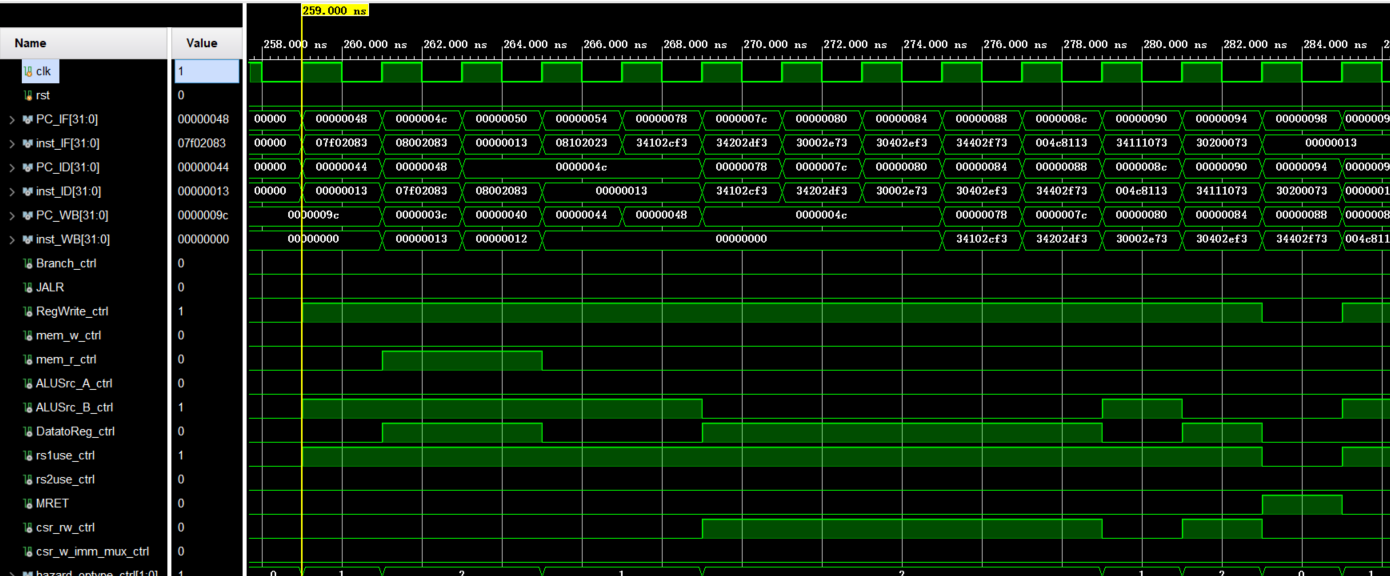 259.000 ns
Name Value 258.000 ns 260.000 ns 262.000 ns 264.000 ns 266.000 ns 268.000 ns 270.000 ns 272.000 ns 274.000 ns 276.000 ns 278.000 ns 280.000 ns 282.000 ns 284.000 ns 2
clk 1
rst 0
PC_IF[31:0] 00000048 00000 00000048 0000004c 00000050 00000054 00000078 0000007c 00000080 00000084 00000088 0000008c 00000090 00000094 00000098 0000009
inst_IF[31:0] 07f02083 00000 07f02083 08002083 00000013 08102023 34102cf3 34202df3 30002e73 30402ef3 34402f73 004c8113 34111073 30200073 00000013
PC_ID[31:0] 00000044 00000 00000044 00000048 0000004c 00000078 0000007c 00000080 00000084 00000088 0000008c 00000090 00000094 0000009
inst_ID[31:0] 00000013 00000 00000013 07f02083 08002083 00000013 34102cf3 34202df3 30002e73 30402ef3 34402f73 004c8113 34111073 30200073 0000001
PC_WB[31:0] 0000009c 0000009c 0000003c 00000040 00000044 00000048 0000004c 00000078 0000007c 00000080 00000084 00000088 0000008
inst_WB[31:0] 00000000 00000000 00000013 00000012 00000000 34102cf3 34202df3 30002e73 30402ef3 34402f73 004c811
Branch_ctrl 0
JALR 0
RegWrite_ctrl 1
mem_w_ctrl 0
mem_r_ctrl 0
ALUSrc_A_ctrl 0
ALUSrc_B_ctrl 1
DatatoReg_ctrl 0
rs1use_ctrl 1
rs2use_ctrl 0
MRET 0
csr_rw_ctrl 0
csr_w_imm_mux_ctrl 0
hazard_optype_ctrl[1:0] 1 0 1 2 1 2 1 2 0 1